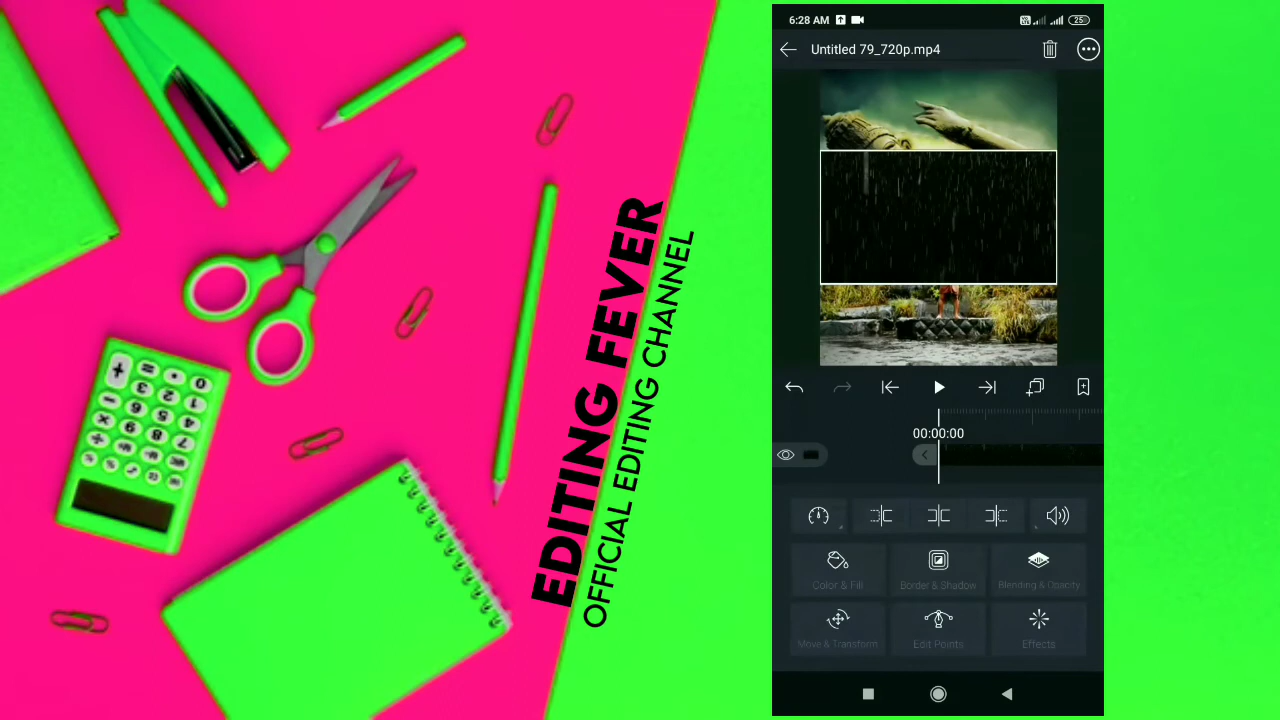 EDITING FEVER
OFFICIAL EDITING CHANNEL
6:28 AM
25
Untitled 79_720p.mp4
00:00:00
Color & Fill
Border & Shadow
Blending & Opacity
Move & Transform
Edit Points
Effects